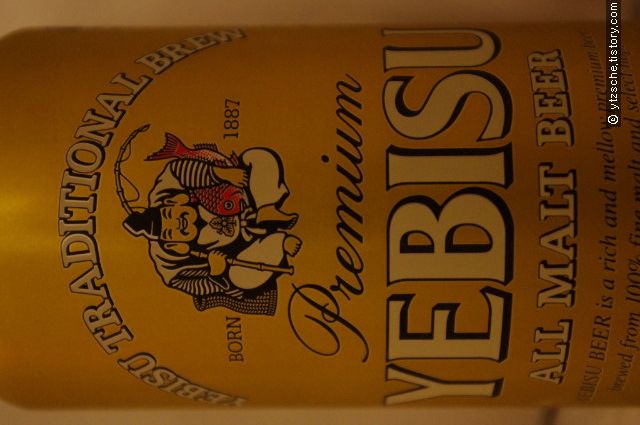 YEBISU TRADITIONAL BREW
BORN 1887
Premium
YEBISU
ALL MALT BEER
YEBISU BEER is a rich and mellow premium beer
brewed from 100% fine malt and
© ytzsche.tistory.com